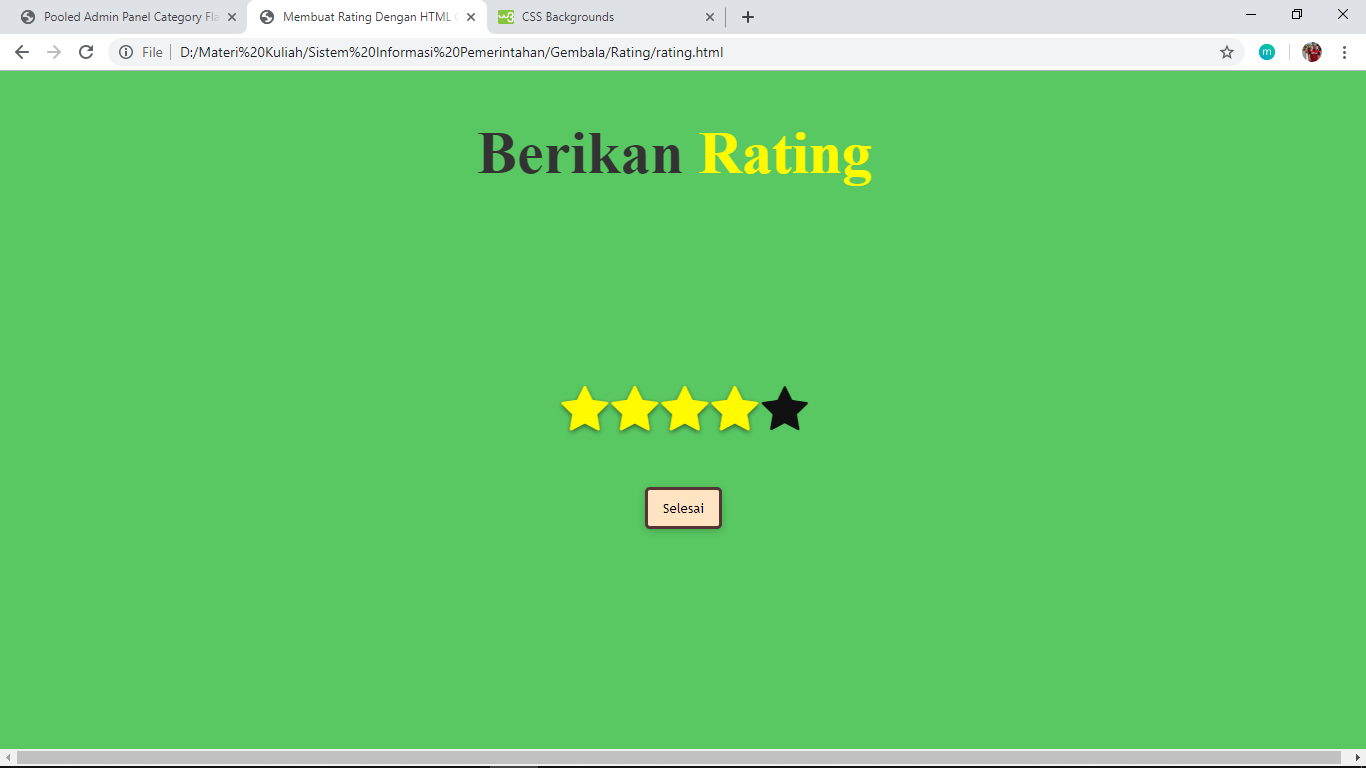 Pooled Admin Panel Category Fla
Membuat Rating Dengan HTML
CSS Backgrounds
File
D:/Materi%20Kuliah/Sistem%20Informasi%20Pemerintahan/Gembala/Rating/rating.html
m
Berikan Rating
Selesai